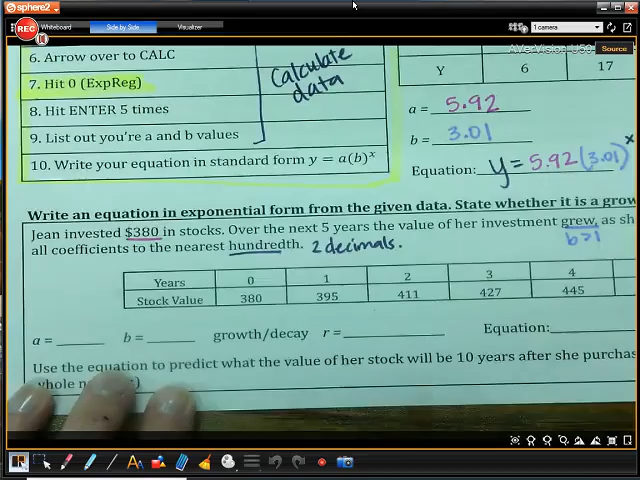 sphere2
REC
Whiteboard
Side by Side
Visualizer
1 camera
AVerVision U50
Source
6. Arrow over to CALC
7. Hit 0 (ExpReg)
8. Hit ENTER 5 times
9. List out you're a and b values
10. Write your equation in standard form y = a(b)^x
Calculate
data
Y 6 17
a = 5.92
b = 3.01
Equation: y = 5.92 (3.01)^x
Write an equation in exponential form from the given data. State whether it is a grow
Jean invested $380 in stocks. Over the next 5 years the value of her investment grew, as sh
all coefficients to the nearest hundredth. 2 decimals.
b>1
Years 0 1 2 3 4
Stock Value 380 395 411 427 445
a = ______ b = ______ growth/decay r = ____________ Equation:__________
Use the equation to predict what the value of her stock will be 10 years after she purchas
whole